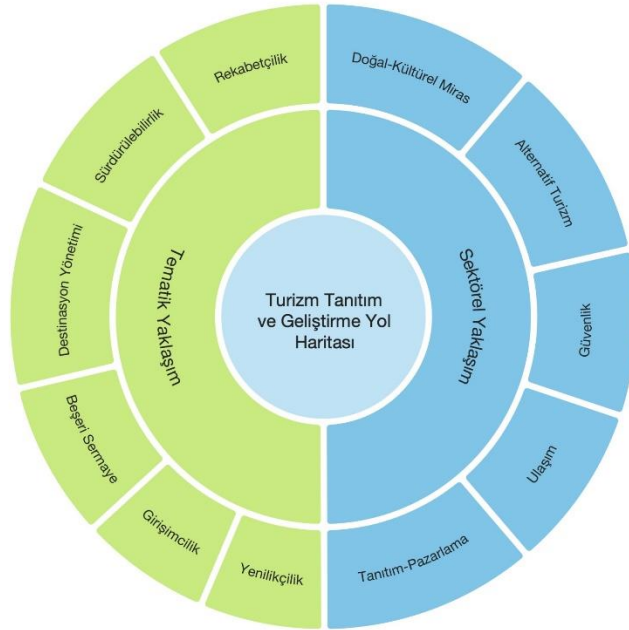 Turizm Tanıtım
ve Geliştirme Yol
Haritası
Tematik Yaklaşım
Sektörel Yaklaşım
Rekabetçilik
Sürdürülebilirlik
Destinasyon Yönetimi
Beşeri Sermaye
Girişimcilik
Yenilikçilik
Doğal-Kültürel Miras
Alternatif Turizm
Güvenlik
Ulaşım
Tanıtım-Pazarlama